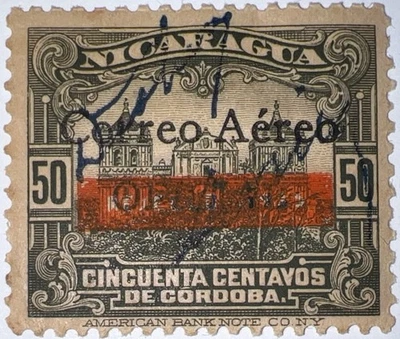 NICARAGUA
Correo Aéreo
50 50
CINCUENTA CENTAVOS
DE CORDOBA.
AMERICAN BANK NOTE CO. N.Y.